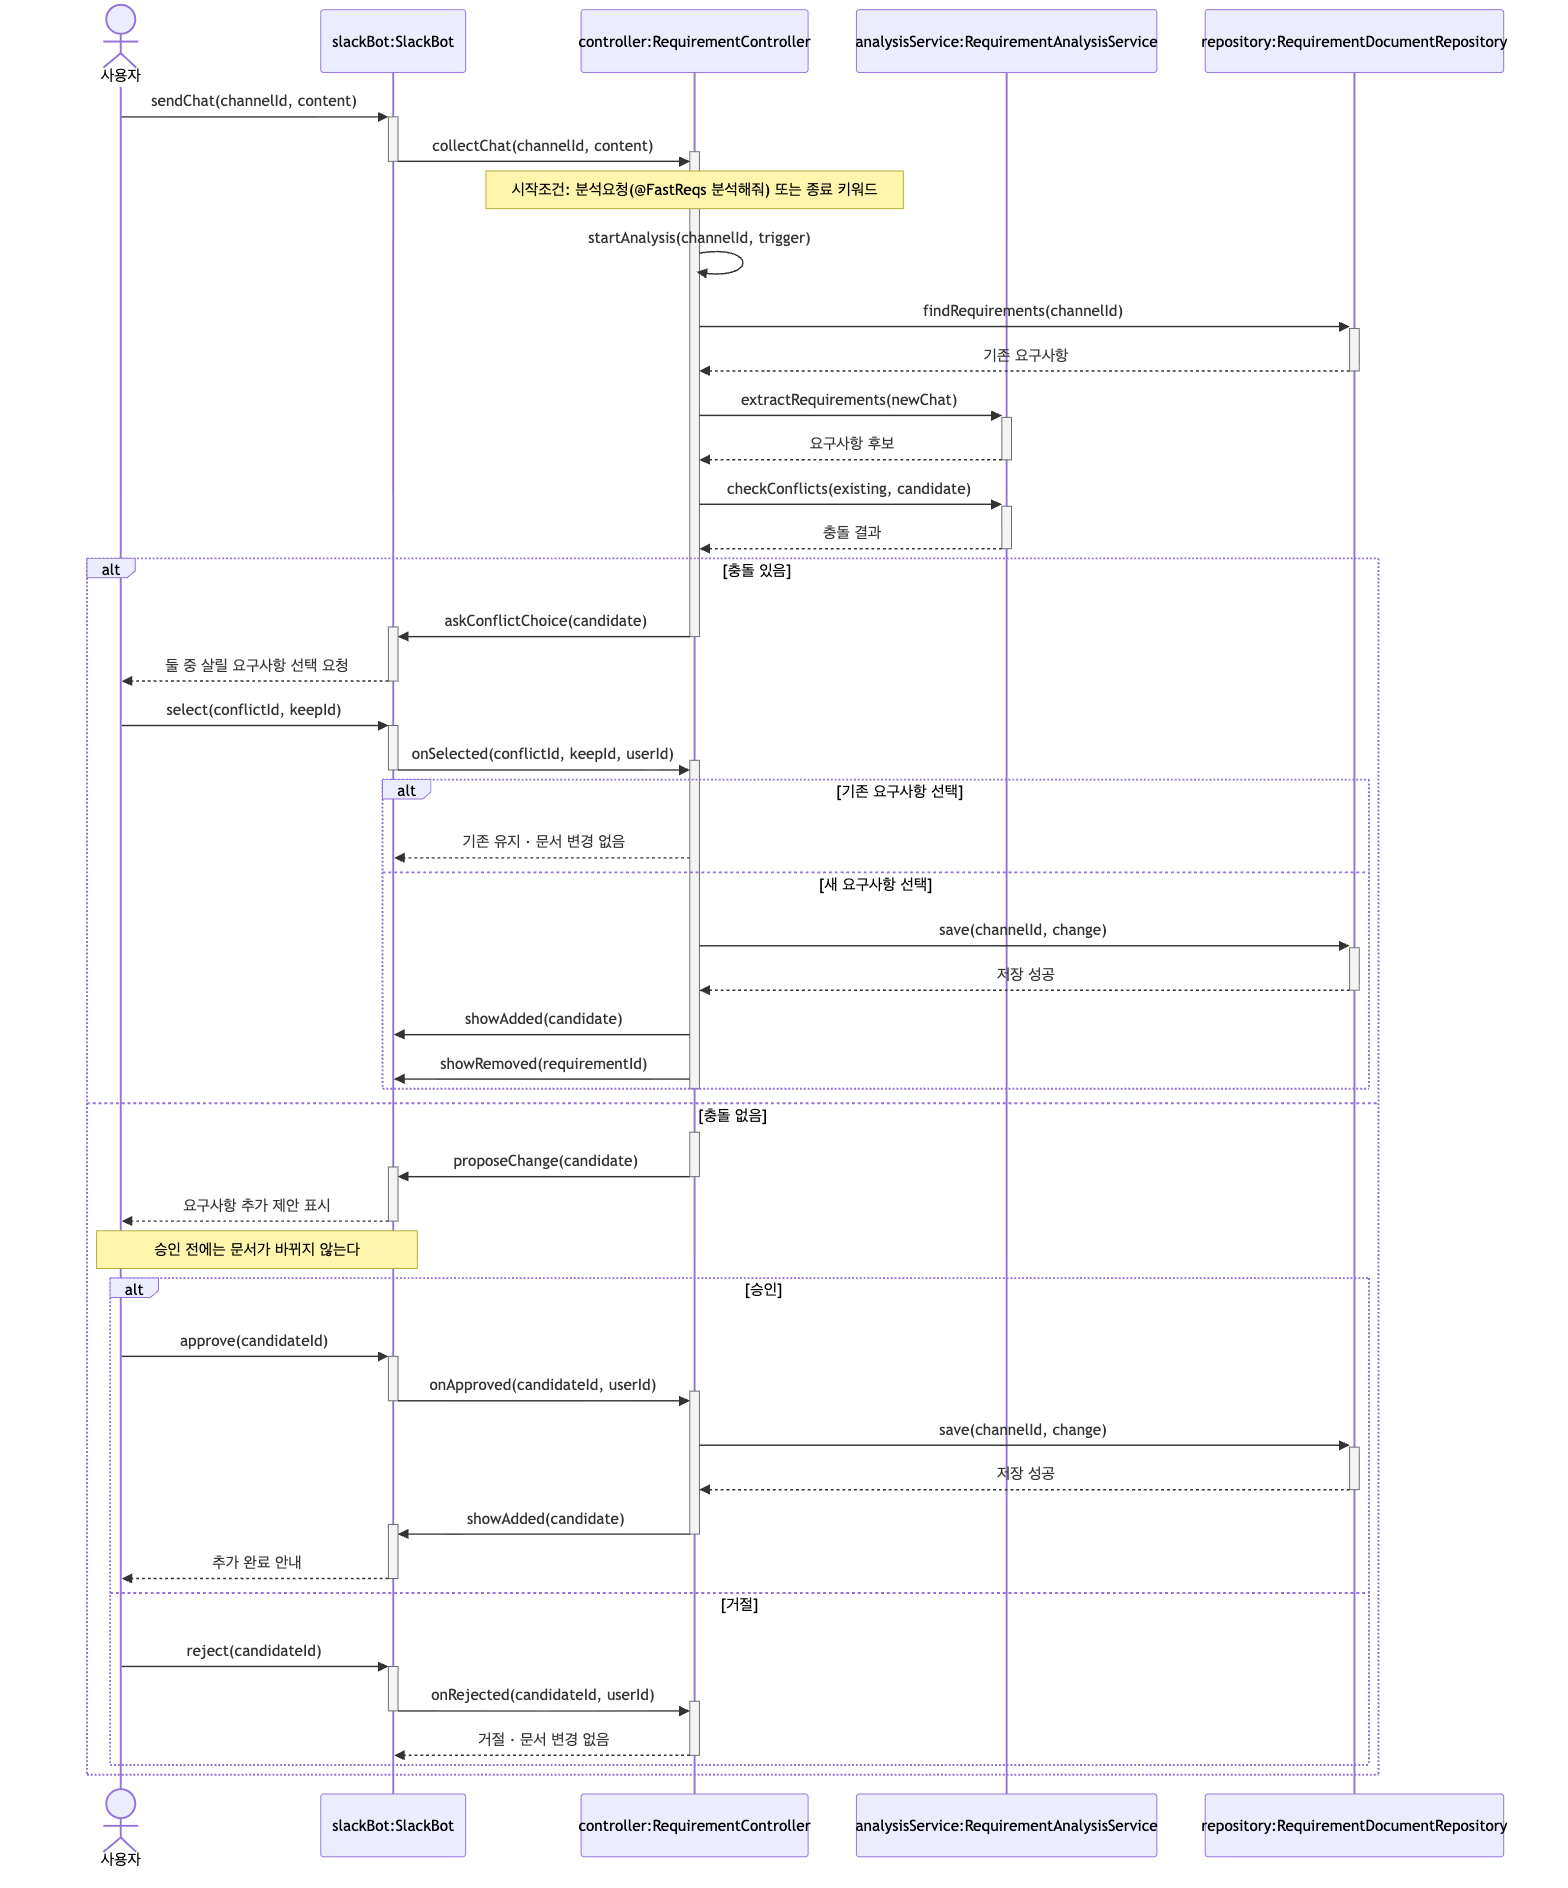 사용자
slackBot:SlackBot
controller:RequirementController
analysisService:RequirementAnalysisService
repository:RequirementDocumentRepository
sendChat(channelId, content)
collectChat(channelId, content)
시작조건: 분석요청(@FastReqs 분석해줘) 또는 종료 키워드
startAnalysis(channelId, trigger)
findRequirements(channelId)
기존 요구사항
extractRequirements(newChat)
요구사항 후보
checkConflicts(existing, candidate)
충돌 결과
alt
[충돌 있음]
askConflictChoice(candidate)
둘 중 살릴 요구사항 선택 요청
select(conflictId, keepId)
onSelected(conflictId, keepId, userId)
alt
[기존 요구사항 선택]
기존 유지 · 문서 변경 없음
[새 요구사항 선택]
save(channelId, change)
저장 성공
showAdded(candidate)
showRemoved(requirementId)
[충돌 없음]
proposeChange(candidate)
요구사항 추가 제안 표시
승인 전에는 문서가 바뀌지 않는다
alt
[승인]
approve(candidateId)
onApproved(candidateId, userId)
save(channelId, change)
저장 성공
showAdded(candidate)
추가 완료 안내
[거절]
reject(candidateId)
onRejected(candidateId, userId)
거절 · 문서 변경 없음
사용자
slackBot:SlackBot
controller:RequirementController
analysisService:RequirementAnalysisService
repository:RequirementDocumentRepository